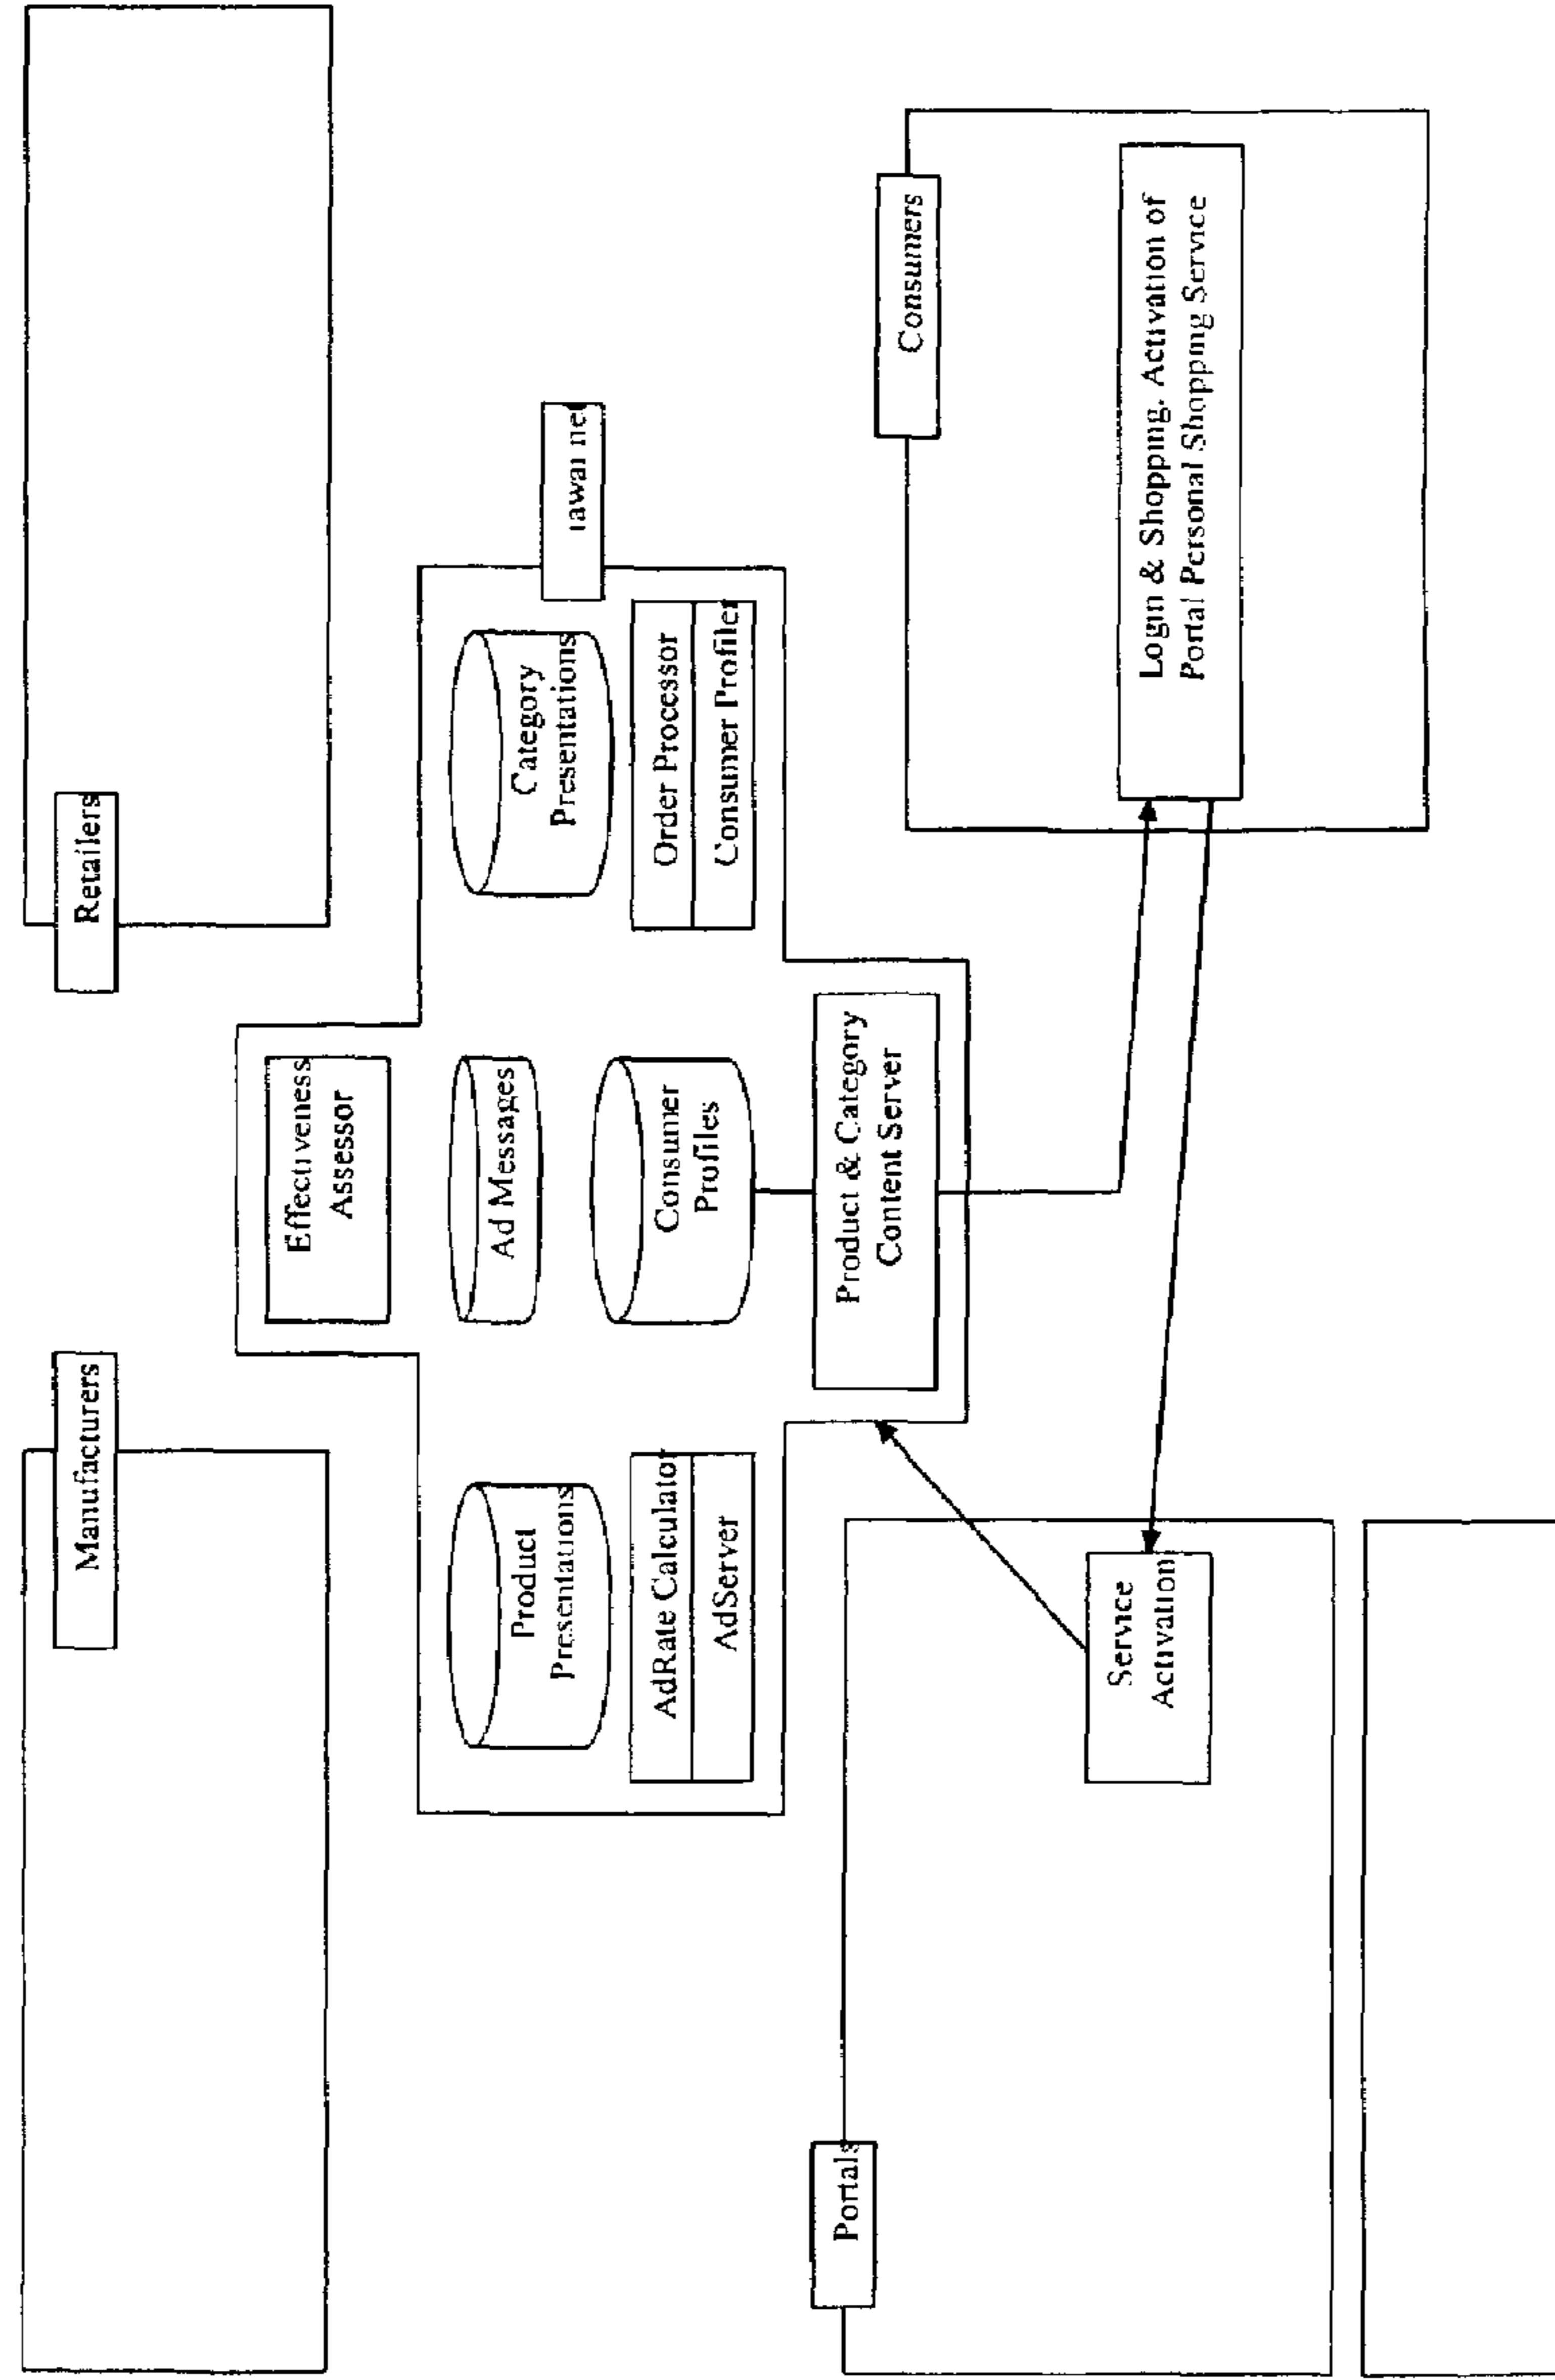 Manufacturers
Retailers
Effectiveness
Assessor
Product
Presentations
Ad Messages
Category
Presentations
AdRate Calculator
AdServer
Consumer
Profiles
Order Processor
Consumer Profiler
Product & Category
Content Server
Portals
Service
Activation
Consumers
Login & Shopping, Activation of
Portal Personal Shopping Service